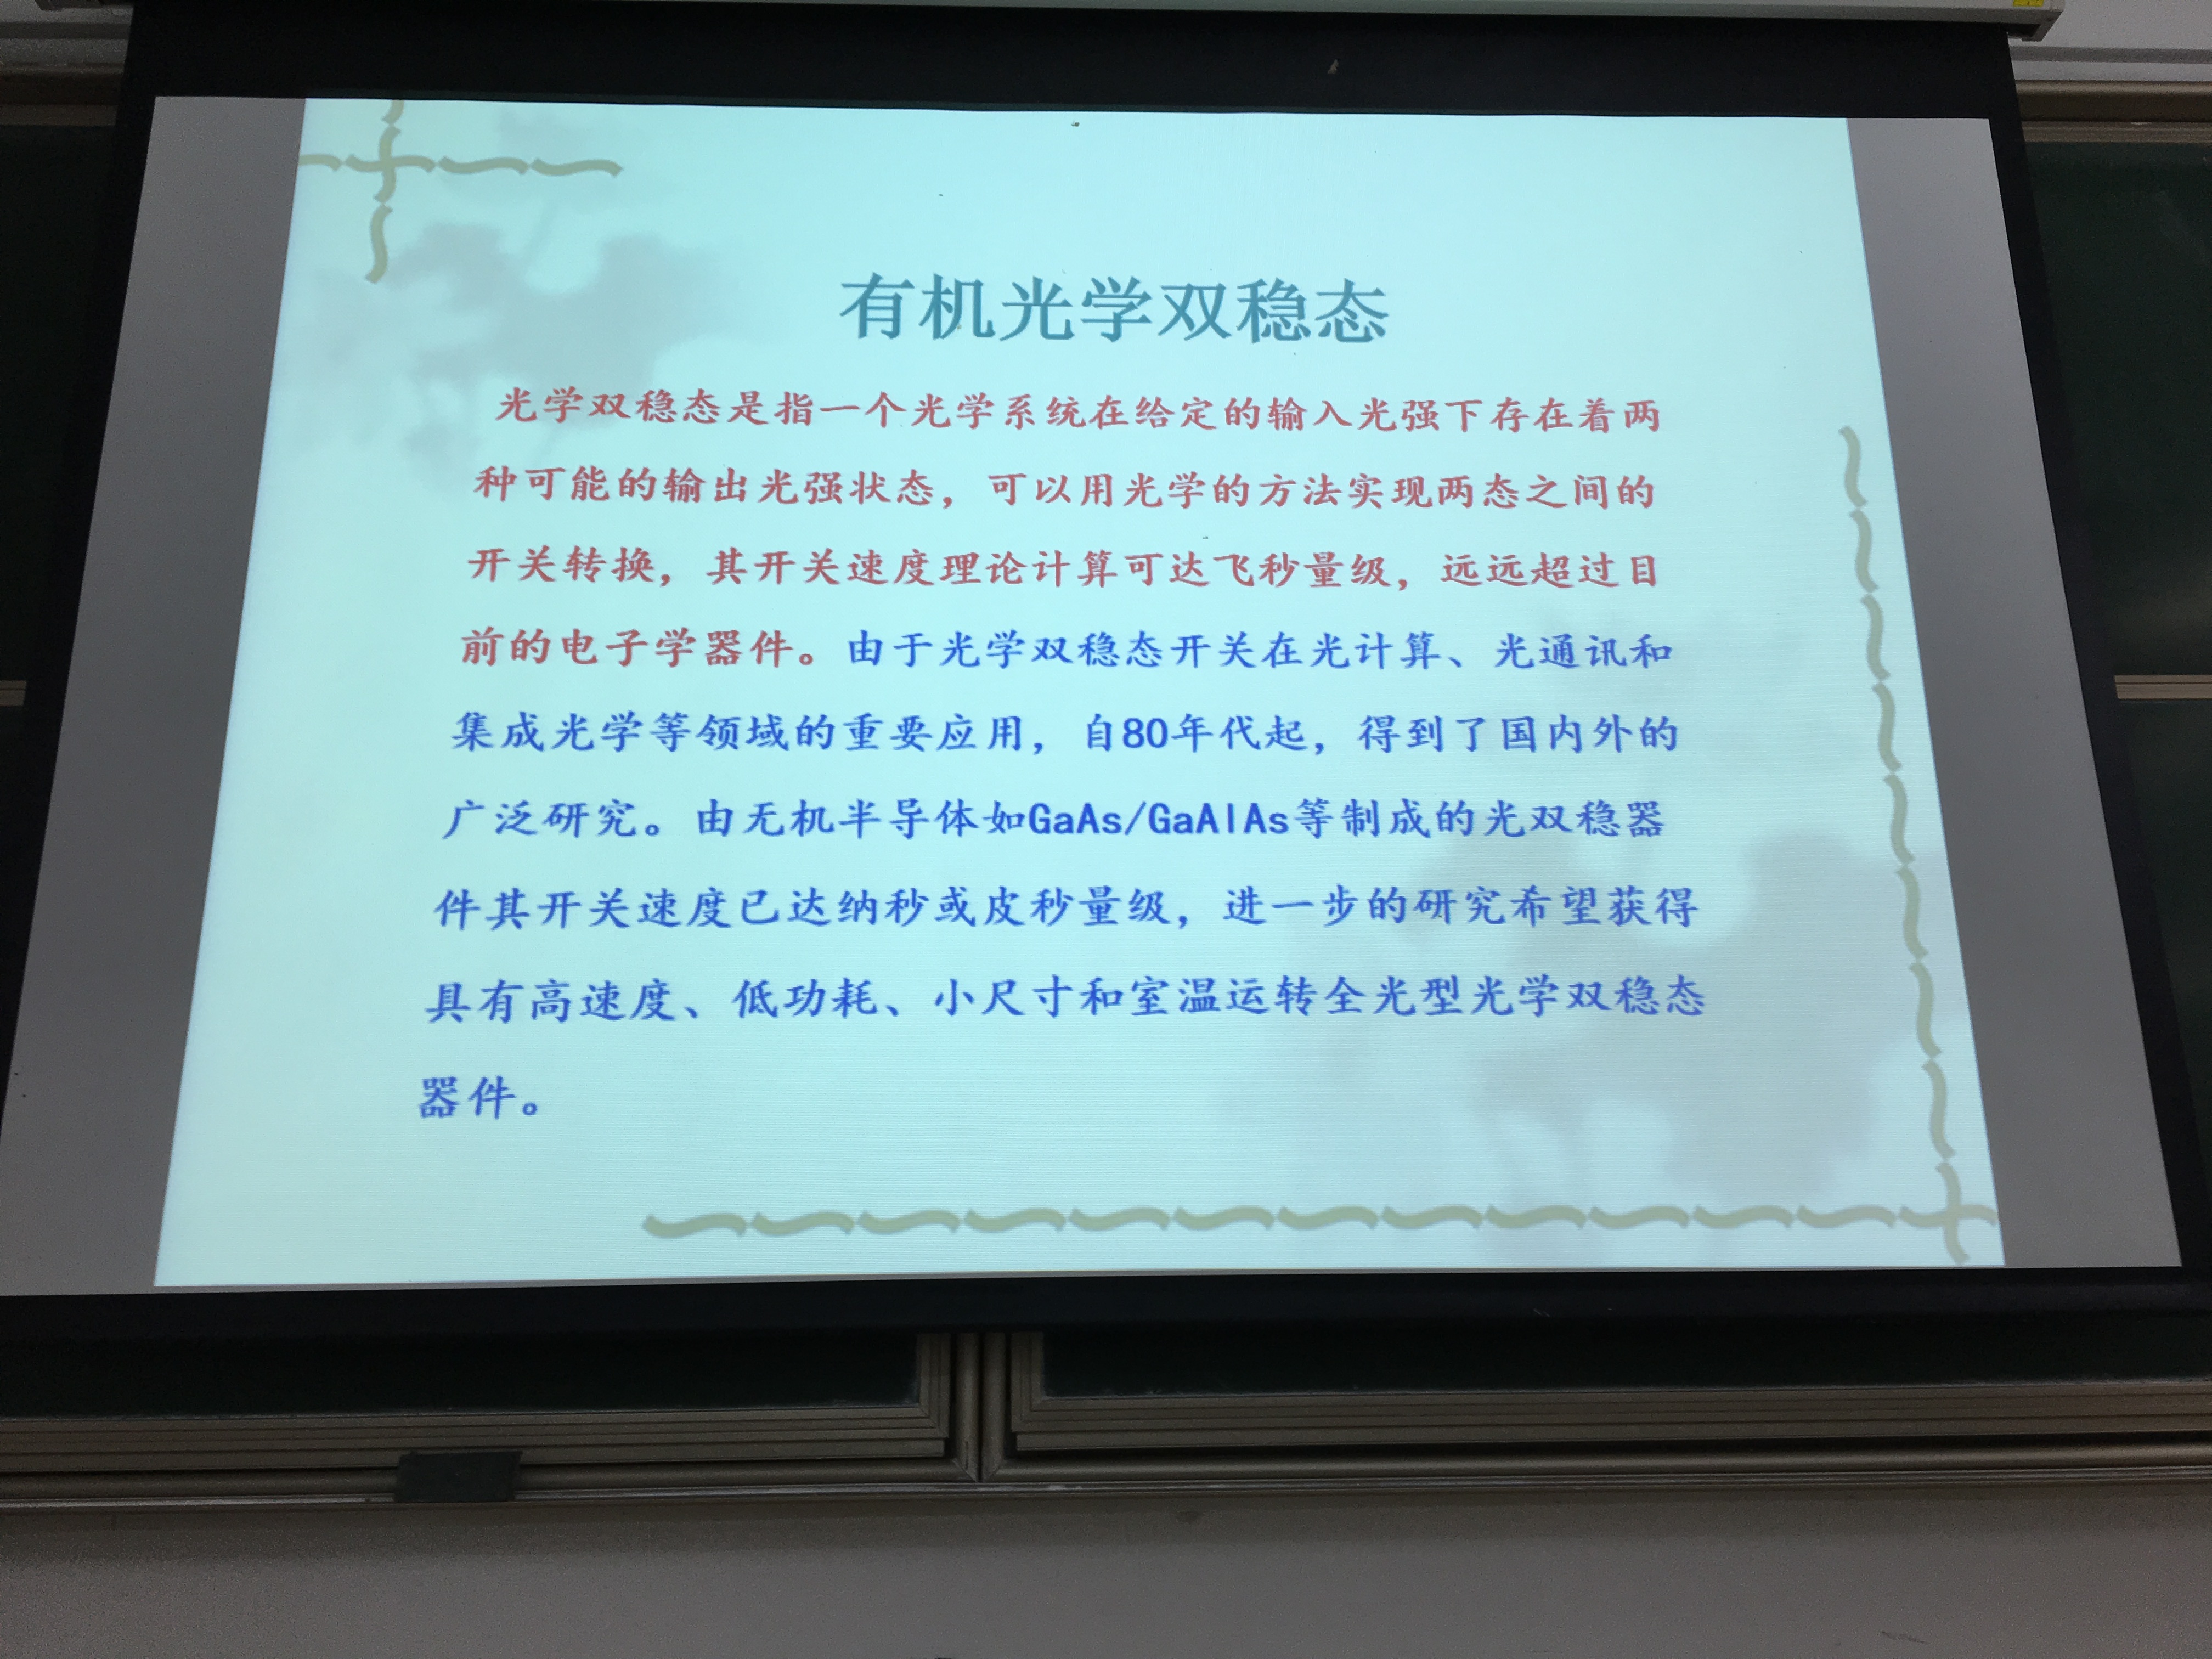 有机光学双稳态
光学双稳态是指一个光学系统在给定的输入光强下存在着两
种可能的输出光强状态，可以用光学的方法实现两态之间的
开关转换，其开关速度理论计算可达飞秒量级，远远超过目
前的电子学器件。由于光学双稳态开关在光计算、光通讯和
集成光学等领域的重要应用，自80年代起，得到了国内外的
广泛研究。由无机半导体如GaAs/GaAlAs等制成的光双稳器
件其开关速度已达纳秒或皮秒量级，进一步的研究希望获得
具有高速度、低功耗、小尺寸和室温运转全光型光学双稳态
器件。